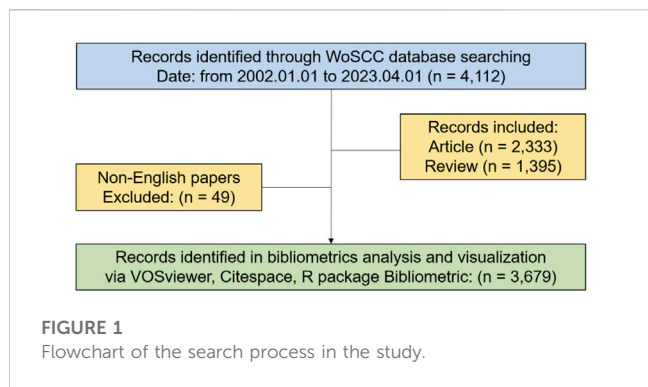 Records identified through WoSCC database searching
Date: from 2002.01.01 to 2023.04.01 (n = 4,112)
Records included:
Article (n = 2,333)
Review (n = 1,395)
Non-English papers
Excluded: (n = 49)
Records identified in bibliometrics analysis and visualization
via VOSviewer, Citespace, R package Bibliometric: (n = 3,679)
FIGURE 1
Flowchart of the search process in the study.